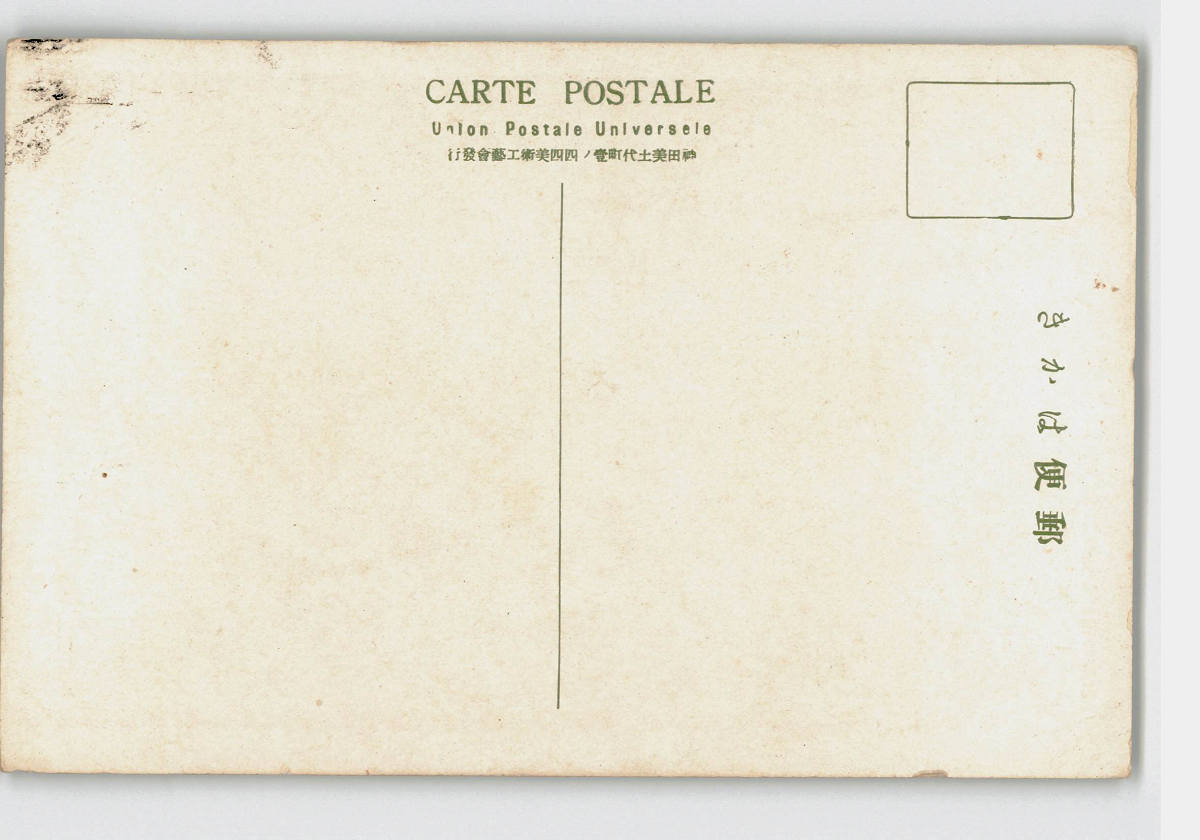 CARTE POSTALE
Union Postale Universele
神田美土代町壹ノ四四美術工藝會發行
郵便はかき